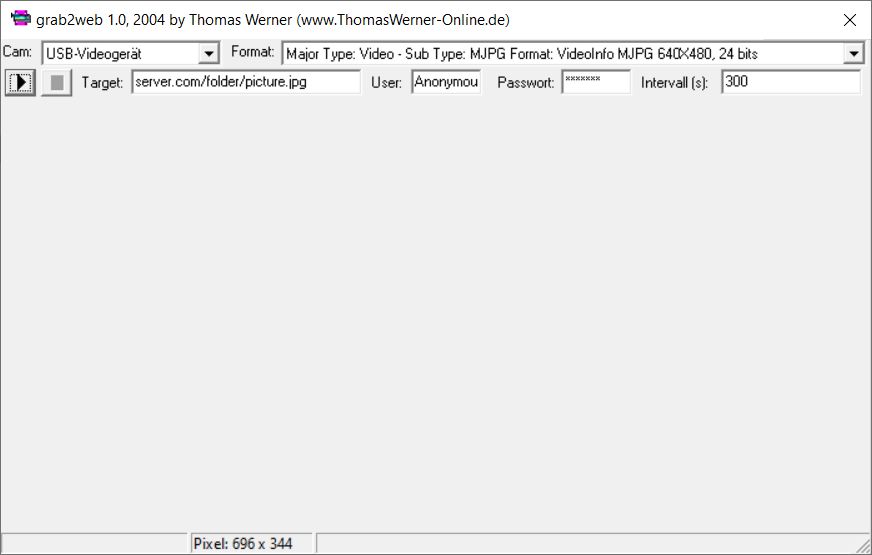 grab2web 1.0, 2004 by Thomas Werner (www.ThomasWerner-Online.de)
Cam: USB-Videogerät Format: Major Type: Video - Sub Type: MJPG Format: VideoInfo MJPG 640X480, 24 bits
Target: server.com/folder/picture.jpg User: Anonymou Passwort: ******* Intervall (s): 300
Pixel: 696 x 344